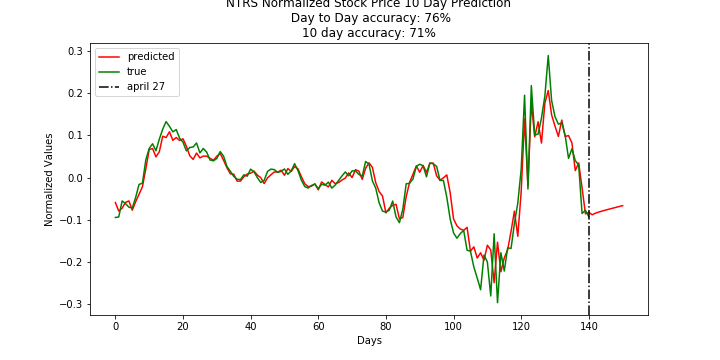 NTRS Normalized Stock Price 10 Day Prediction
Day to Day accuracy: 76%
10 day accuracy: 71%
predicted
true
april 27
Normalized Values
0.3
0.2
0.1
0.0
−0.1
−0.2
−0.3
0 20 40 60 80 100 120 140
Days